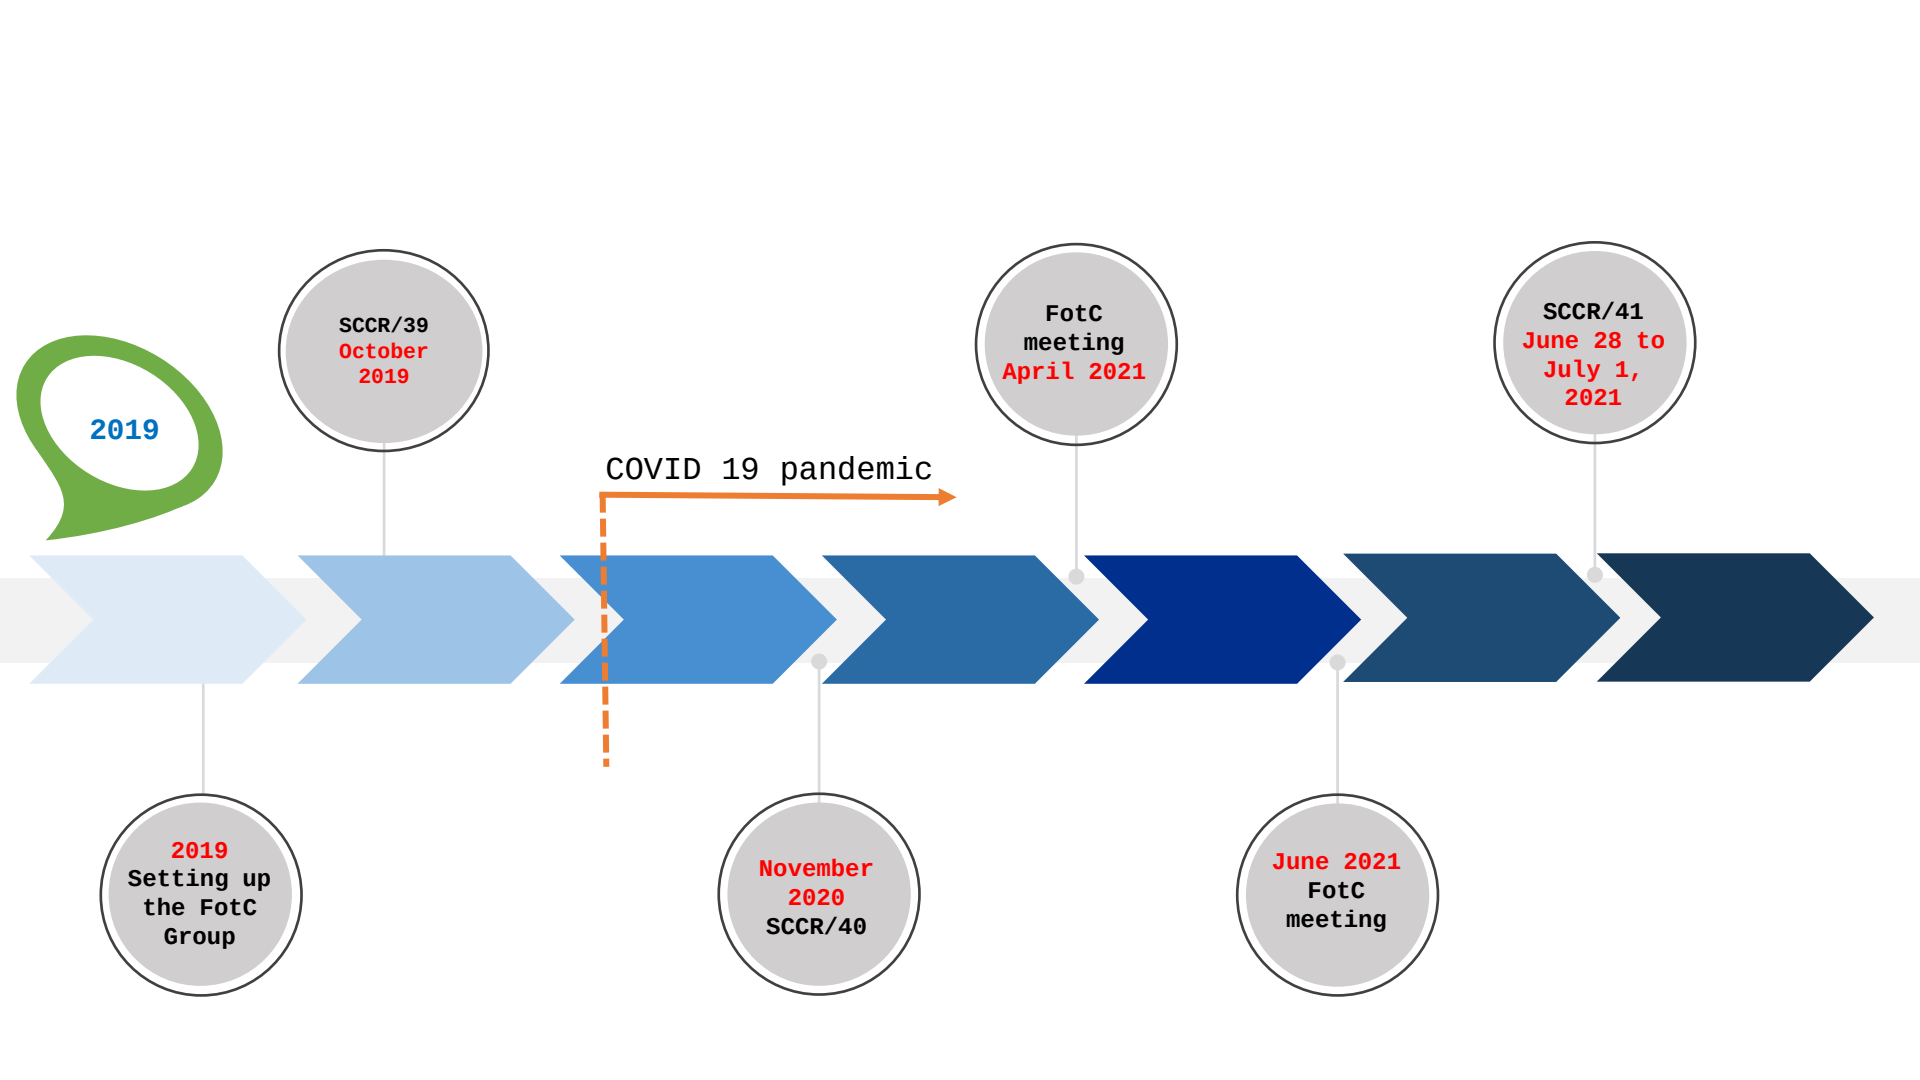 2019
SCCR/39
October
2019
COVID 19 pandemic
FotC
meeting
April 2021
SCCR/41
June 28 to
July 1,
2021
2019
Setting up
the FotC
Group
November
2020
SCCR/40
June 2021
FotC
meeting